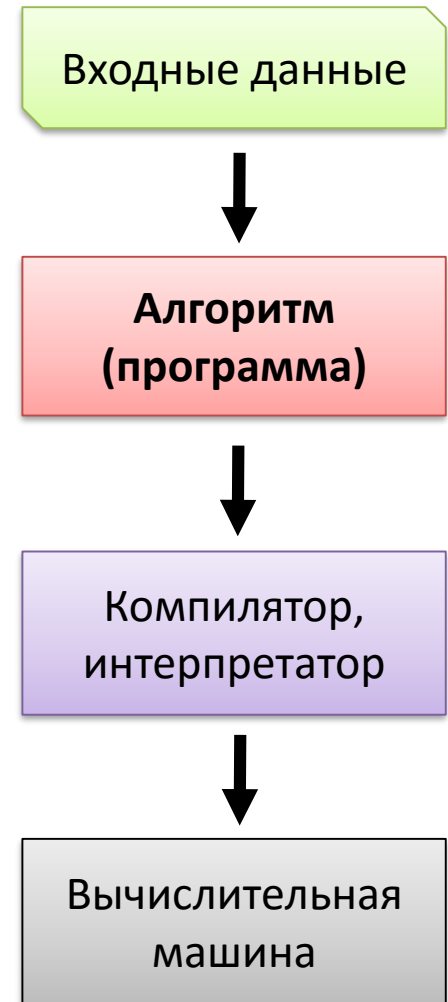 Входные данные
Алгоритм
(программа)
Компилятор,
интерпретатор
Вычислительная
машина